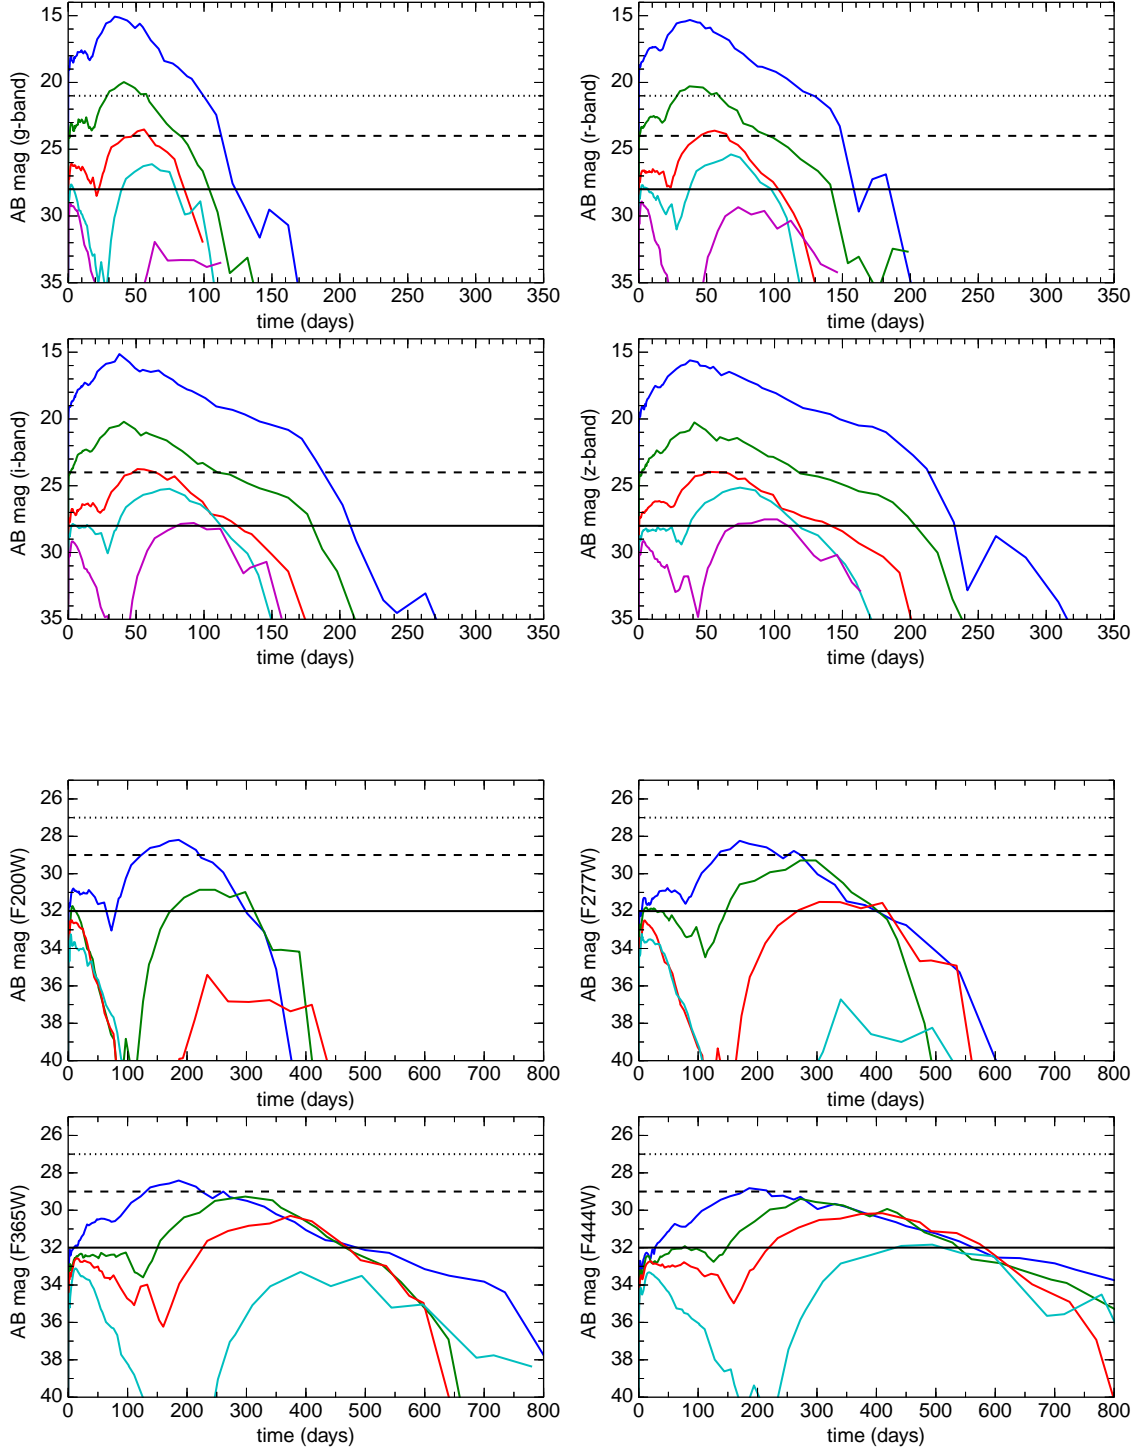 AB mag (g-band)
15
20
25
30
35
0 50 100 150 200 250 300 350
time (days)
AB mag (r-band)
15
20
25
30
35
0 50 100 150 200 250 300 350
time (days)
AB mag (i-band)
15
20
25
30
35
0 50 100 150 200 250 300 350
time (days)
AB mag (z-band)
15
20
25
30
35
0 50 100 150 200 250 300 350
time (days)
AB mag (F200W)
26
28
30
32
34
36
38
40
0 100 200 300 400 500 600 700 800
time (days)
AB mag (F277W)
26
28
30
32
34
36
38
40
0 100 200 300 400 500 600 700 800
time (days)
AB mag (F365W)
26
28
30
32
34
36
38
40
0 100 200 300 400 500 600 700 800
time (days)
AB mag (F444W)
26
28
30
32
34
36
38
40
0 100 200 300 400 500 600 700 800
time (days)